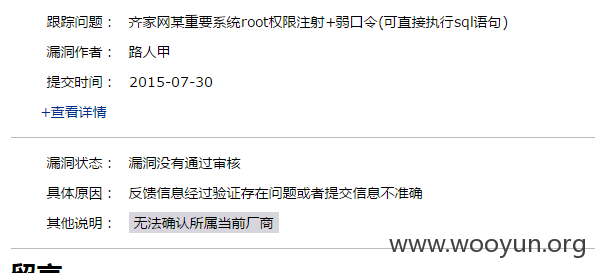 跟踪问题： 齐家网某重要系统root权限注射+弱口令(可直接执行sql语句)
漏洞作者： 路人甲
提交时间： 2015-07-30
+查看详情
漏洞状态： 漏洞没有通过审核
具体原因： 反馈信息经过验证存在问题或者提交信息不准确
其他说明： 无法确认所属当前厂商
www.wooyun.org